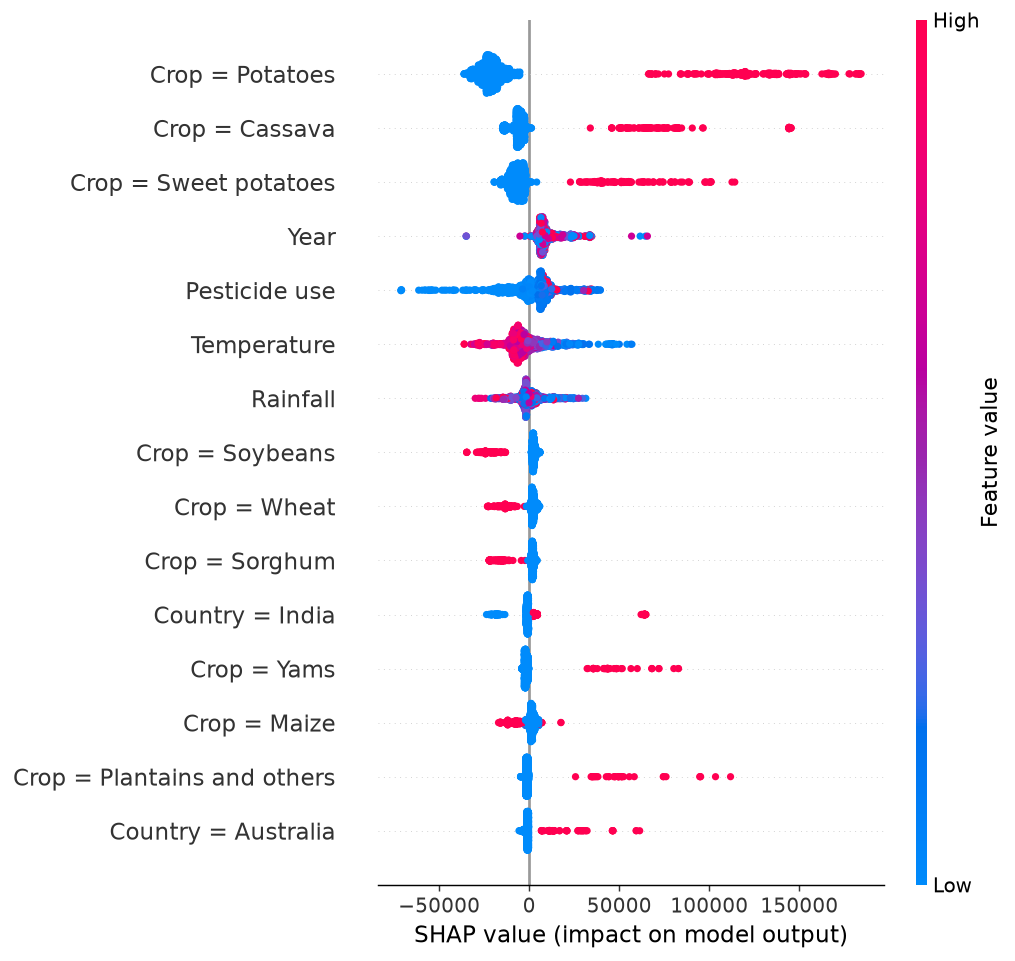 High
Crop = Potatoes
Crop = Cassava
Crop = Sweet potatoes
Year
Pesticide use
Temperature
Rainfall
Crop = Soybeans
Crop = Wheat
Crop = Sorghum
Country = India
Crop = Yams
Crop = Maize
Crop = Plantains and others
Country = Australia
Feature value
Low
−50000 0 50000 100000 150000
SHAP value (impact on model output)